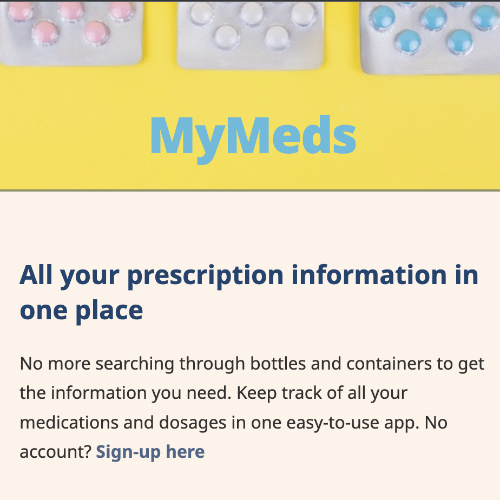 MyMeds
All your prescription information in
one place
No more searching through bottles and containers to get
the information you need. Keep track of all your
medications and dosages in one easy-to-use app. No
account? Sign-up here